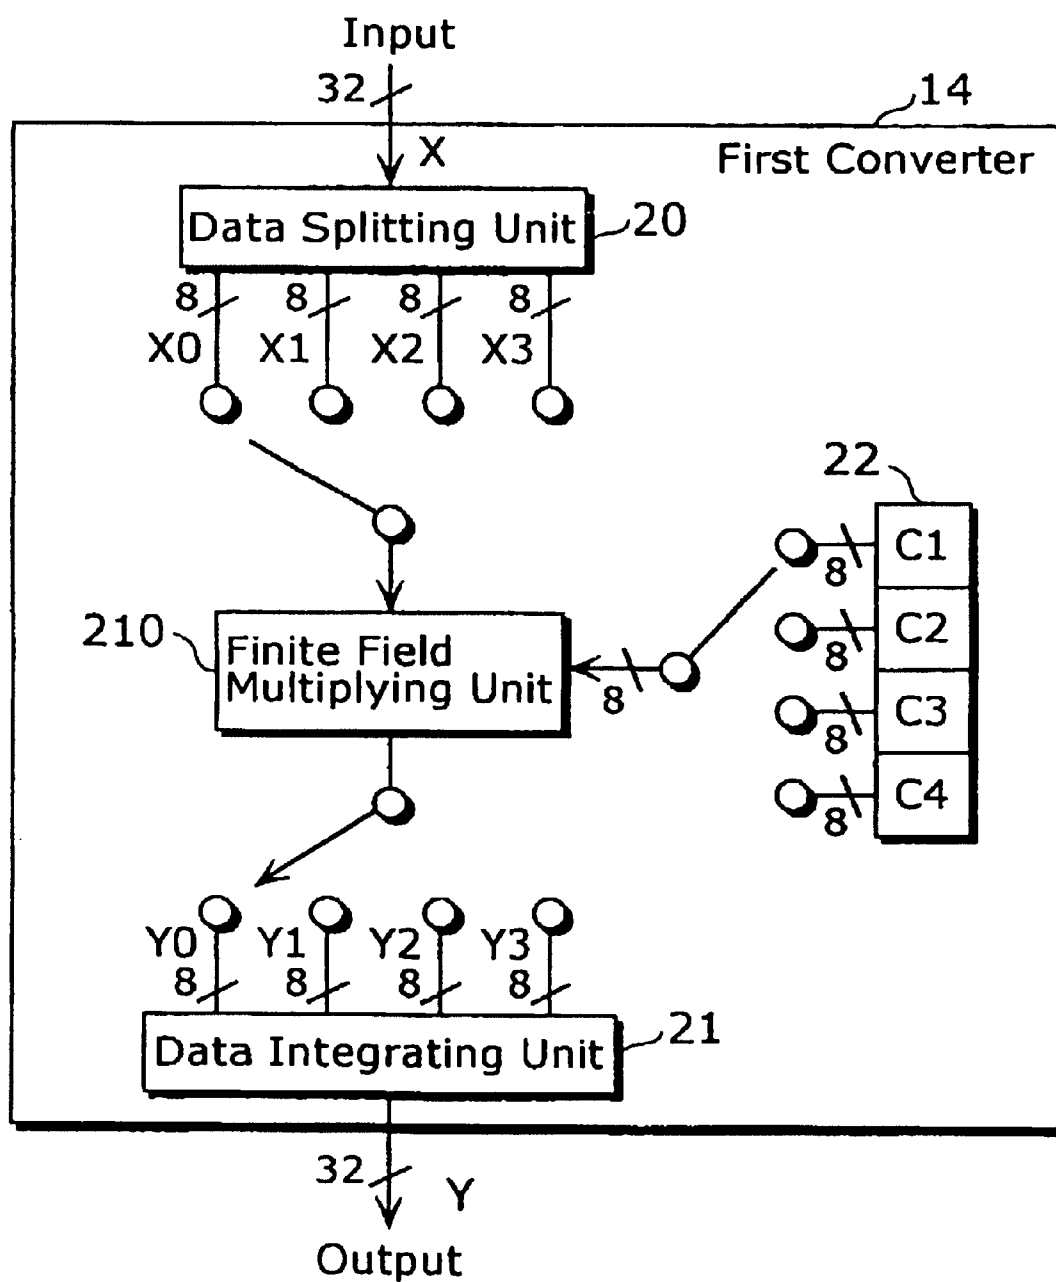 Input
32
14
X
First Converter
Data Splitting Unit
20
8 8 8 8
X0 X1 X2 X3
22
C1
8
C2
8
C3
8
C4
8
210
Finite Field
Multiplying Unit
8
Y0 Y1 Y2 Y3
8 8 8 8
Data Integrating Unit
21
32
Y
Output